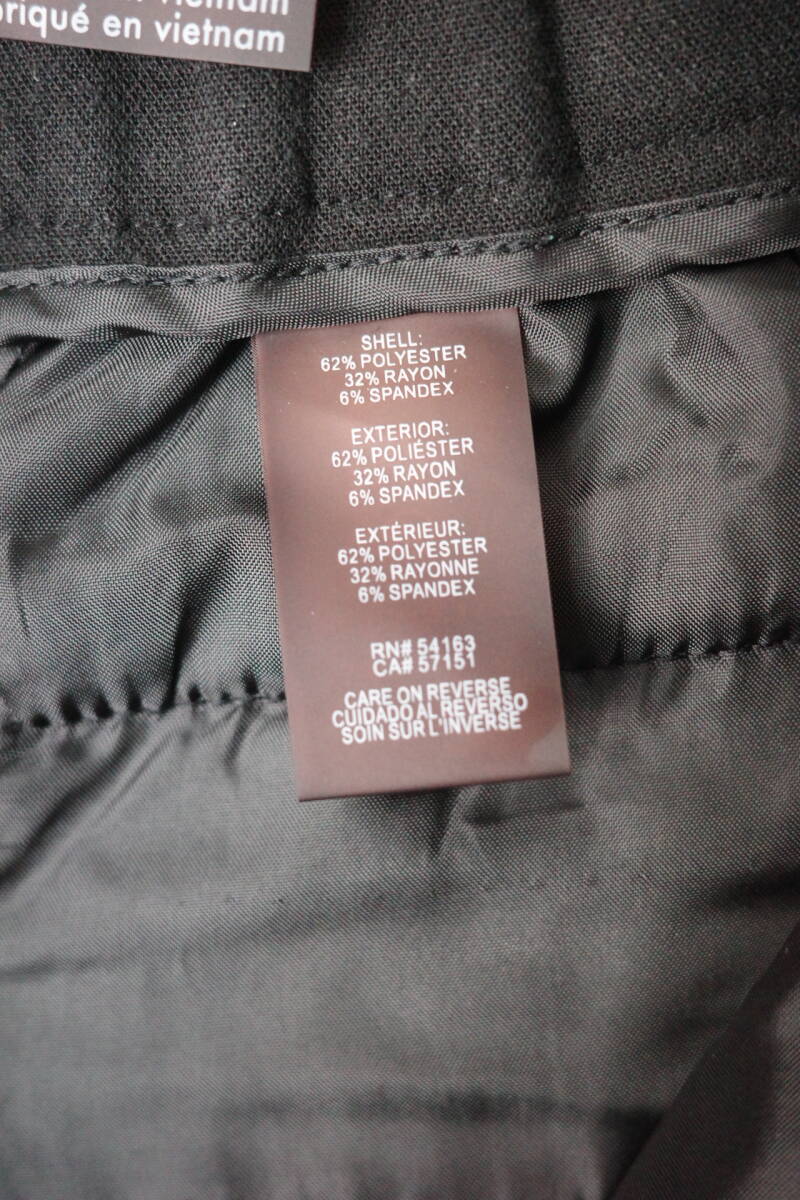 vietnam
en vietnam
SHELL:
62% POLYESTER
32% RAYON
6% SPANDEX
EXTERIOR:
62% POLIÉSTER
32% RAYON
6% SPANDEX
EXTÉRIEUR:
62% POLYESTER
32% RAYONNE
6% SPANDEX
RN# 54163
CA# 57151
CARE ON REVERSE
CUIDADO AL REVERSO
SOIN SUR L'INVERSE